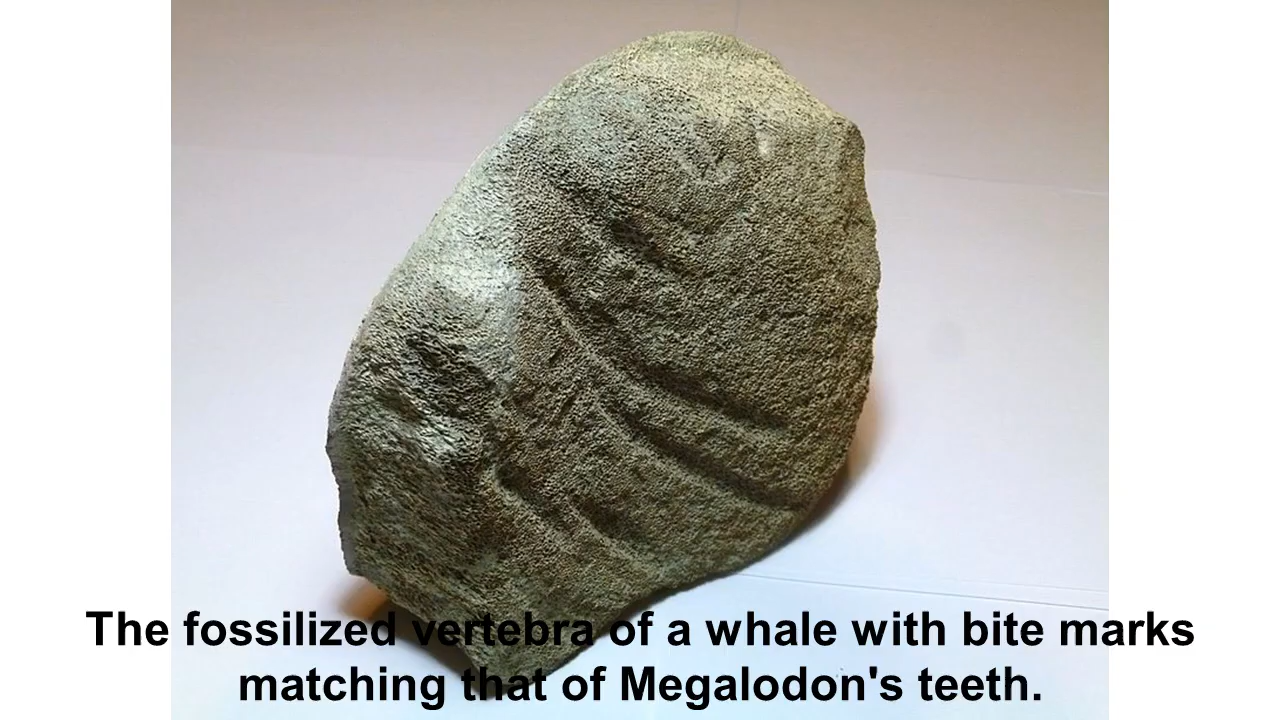 The fossilized vertebra of a whale with bite marks
matching that of Megalodon's teeth.